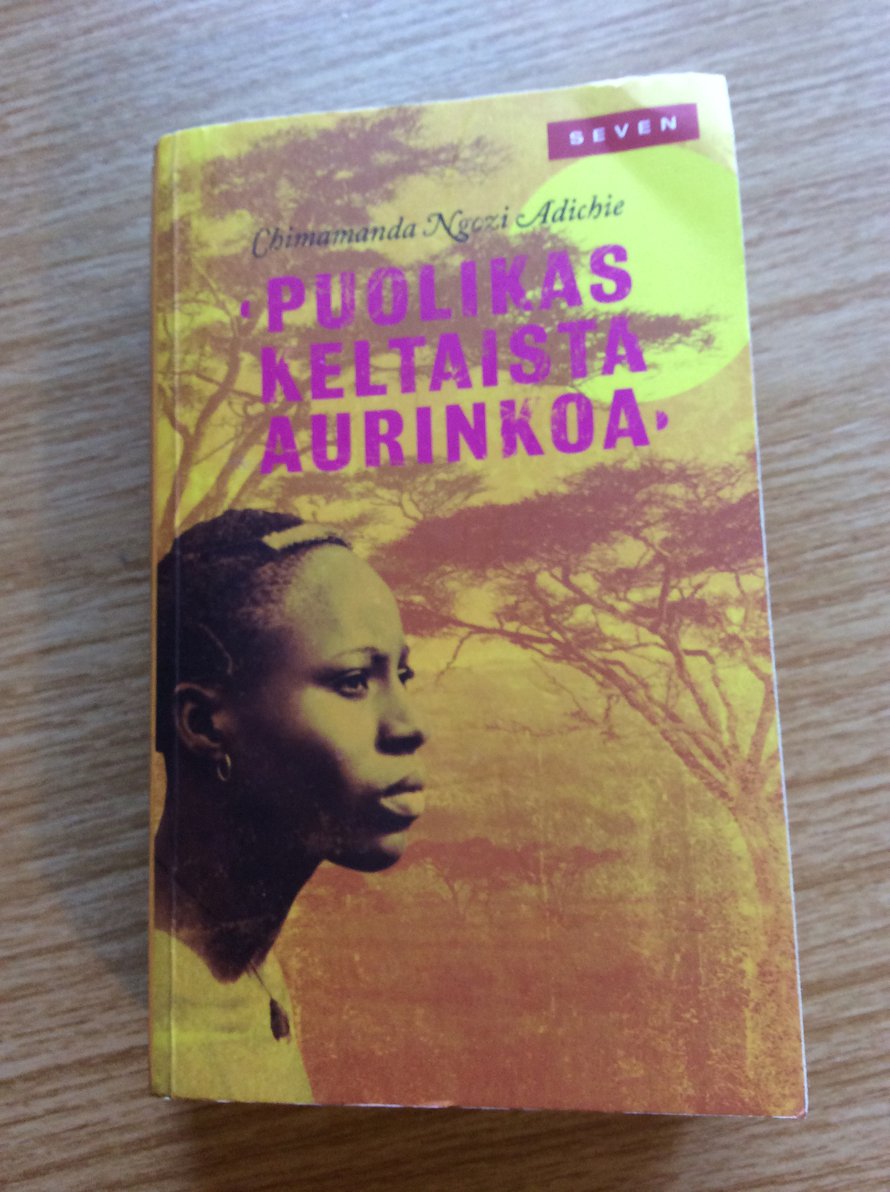 SEVEN
Chimamanda Ngozi Adichie
‹PUOLIKAS
KELTAISTA
AURINKOA›